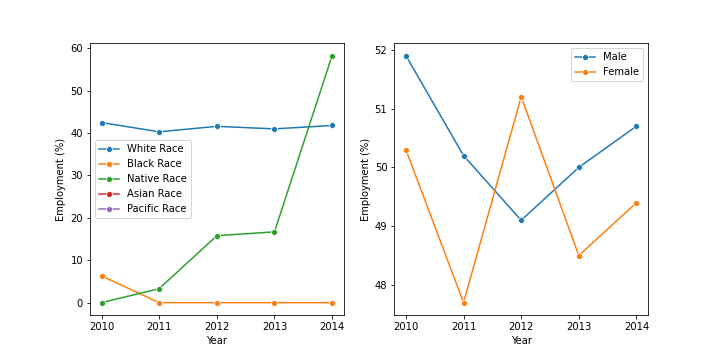 60
50
40
30
20
10
0
Employment (%)
White Race
Black Race
Native Race
Asian Race
Pacific Race
2010 2011 2012 2013 2014
Year
52
51
50
49
48
Employment (%)
Male
Female
2010 2011 2012 2013 2014
Year